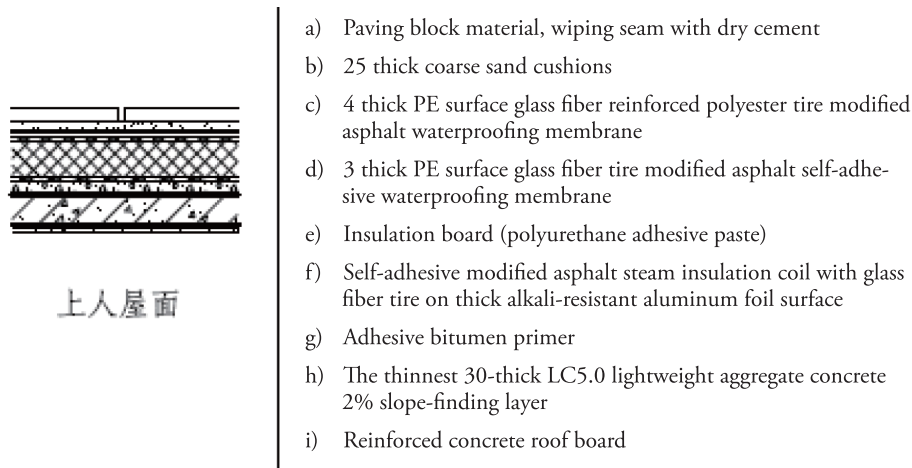 上人屋面
a) Paving block material, wiping seam with dry cement
b) 25 thick coarse sand cushions
c) 4 thick PE surface glass fiber reinforced polyester tire modified
asphalt waterproofing membrane
d) 3 thick PE surface glass fiber tire modified asphalt self-adhe-
sive waterproofing membrane
e) Insulation board (polyurethane adhesive paste)
f) Self-adhesive modified asphalt steam insulation coil with glass
fiber tire on thick alkali-resistant aluminum foil surface
g) Adhesive bitumen primer
h) The thinnest 30-thick LC5.0 lightweight aggregate concrete
2% slope-finding layer
i) Reinforced concrete roof board